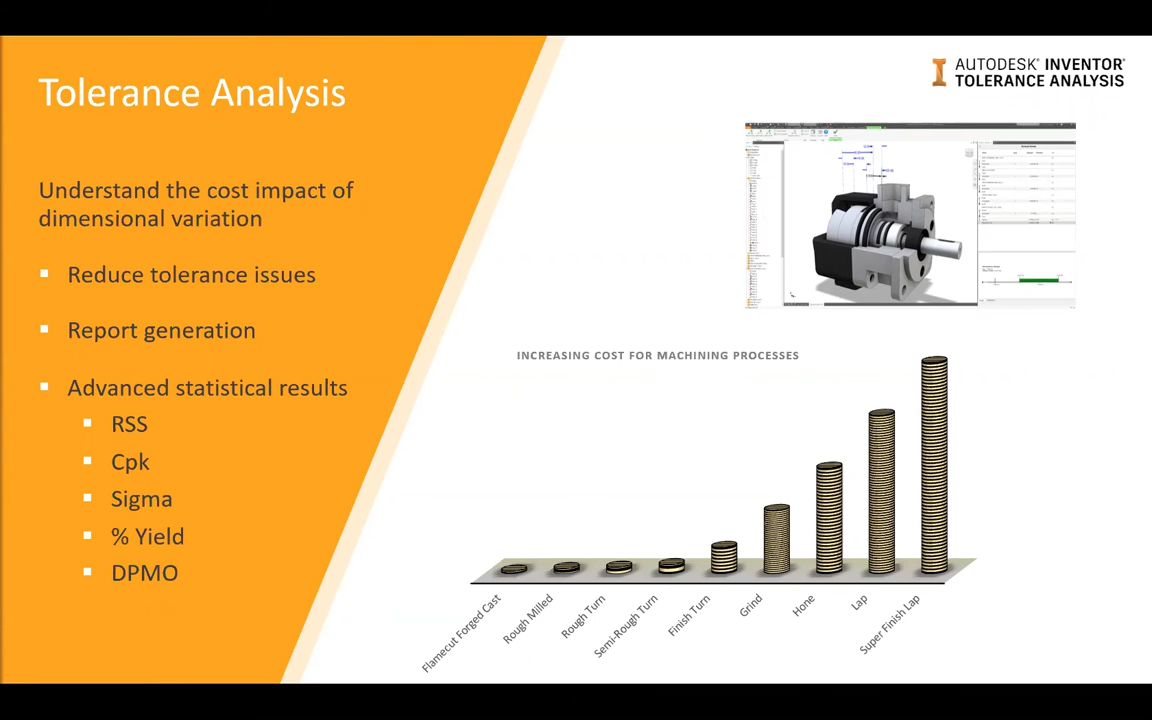 Tolerance Analysis
AUTODESK® INVENTOR®
TOLERANCE ANALYSIS
Understand the cost impact of
dimensional variation
▪ Reduce tolerance issues
▪ Report generation
▪ Advanced statistical results
▪ RSS
▪ Cpk
▪ Sigma
▪ % Yield
▪ DPMO
INCREASING COST FOR MACHINING PROCESSES
Flamecut Forged Cast
Rough Milled
Rough Turn
Semi-Rough Turn
Finish Turn
Grind
Hone
Lap
Super Finish Lap